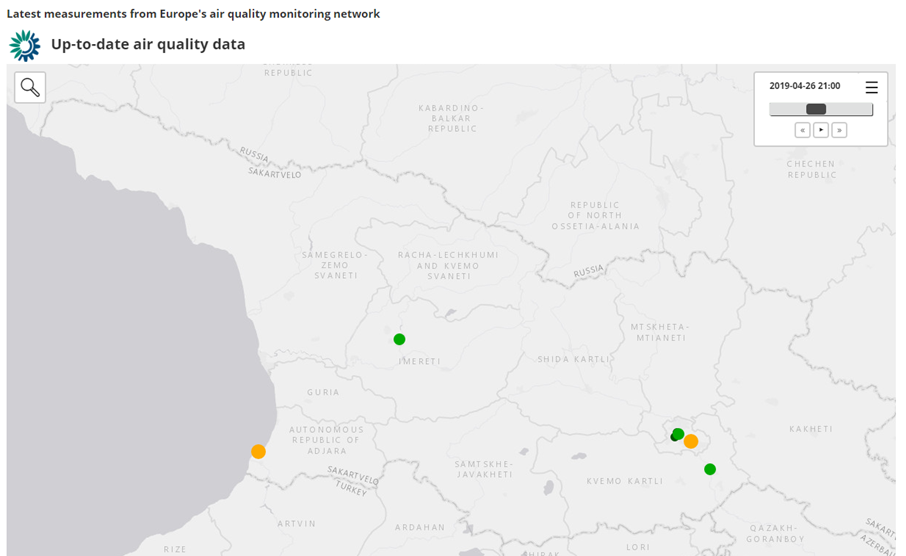 Latest measurements from Europe's air quality monitoring network
Up-to-date air quality data
REPUBLIC
2019-04-26 21:00
KABARDINO-
BALKAR
REPUBLIC
RUSSIA
SAKARTVELO
CHECHEN
REPUBLIC
REPUBLIC
OF NORTH
OSSETIA-ALANIA
SAMEGRELO-
ZEMO
SVANETI
RACHA-LECHKHUMI
AND KVEMO
SVANETI
RUSSIA
MTSKHETA-
MTIANETI
IMERETI
SHIDA KARTLI
GURIA
AUTONOMOUS
REPUBLIC OF
ADJARA
KAKHETI
SAKARTVELO
TURKEY
SAMTSKHE-
JAVAKHETI
KVEMO KARTLI
ARTVIN
ARDAHAN
QAZAKH-
GORANBOY
RIZE
LORI